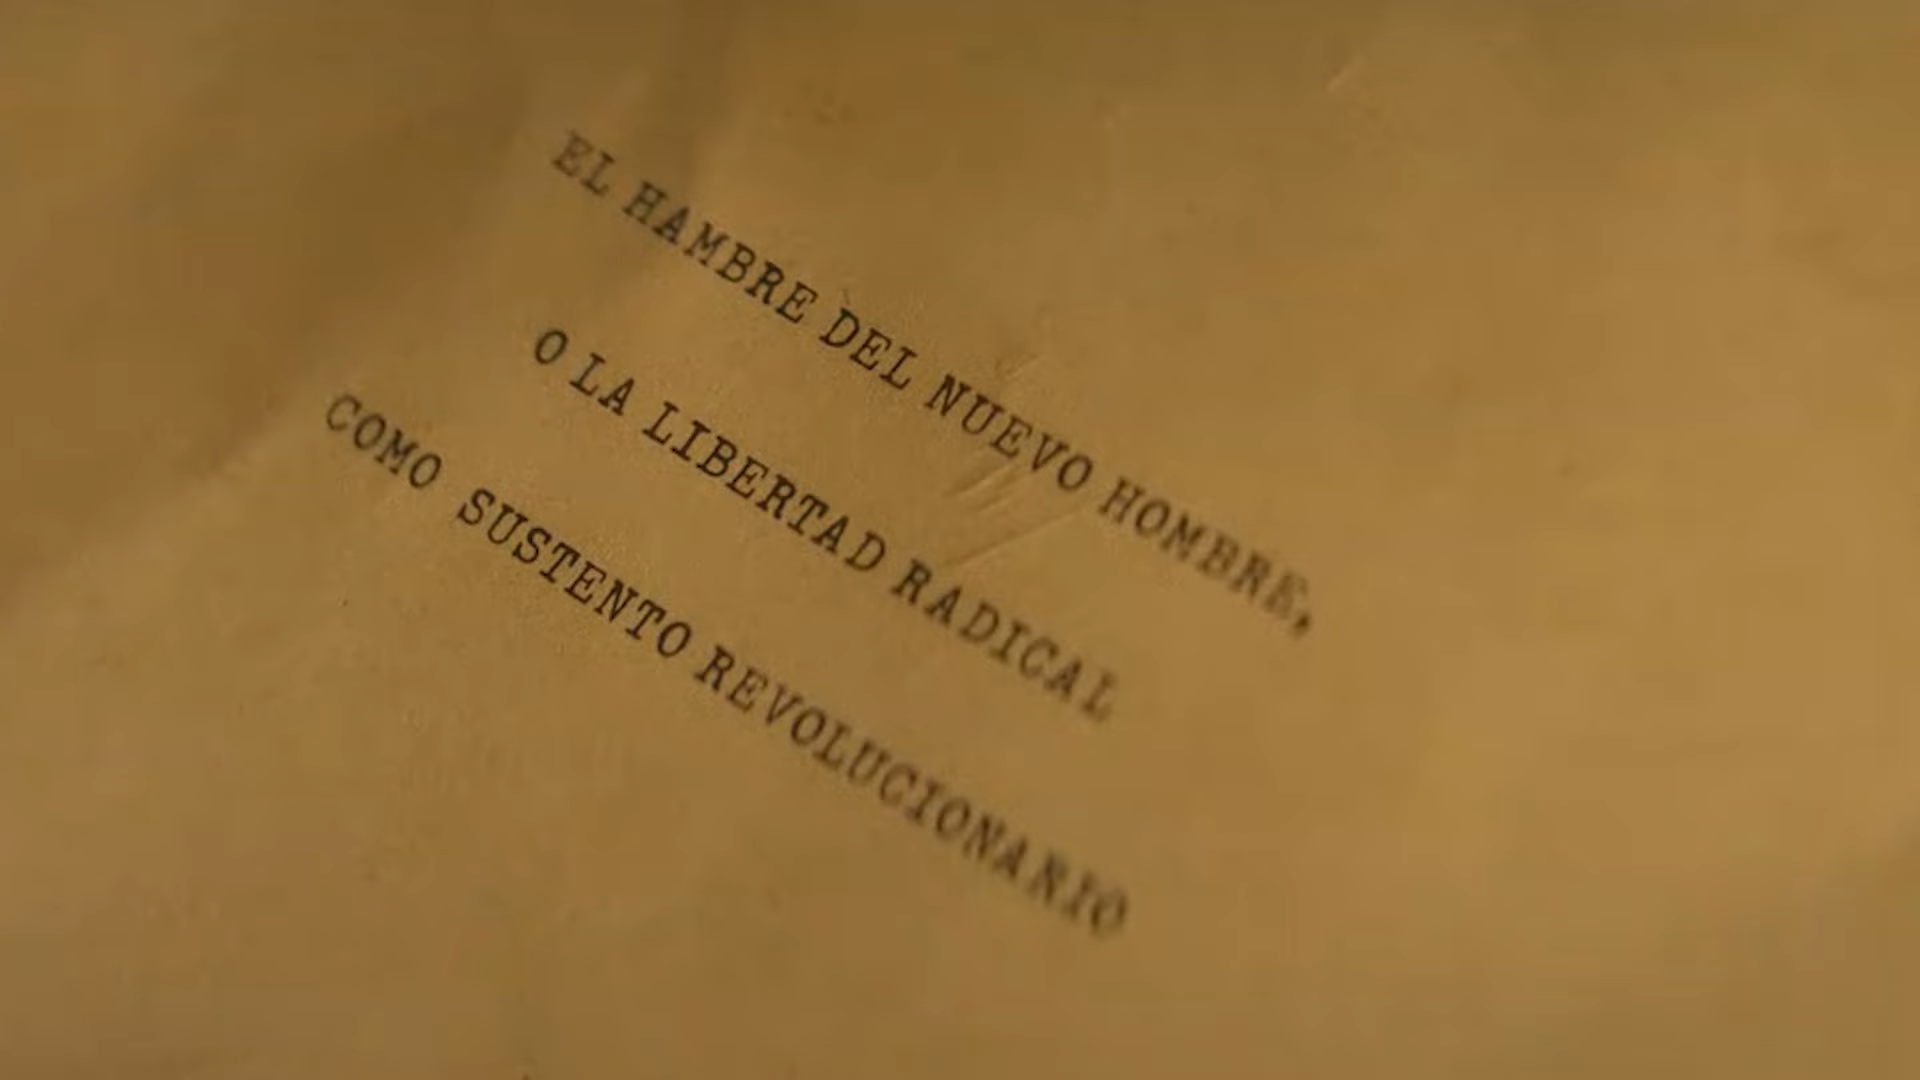 EL HAMBRE DEL NUEVO HOMBRE,
O LA LIBERTAD RADICAL
COMO SUSTENTO REVOLUCIONARIO